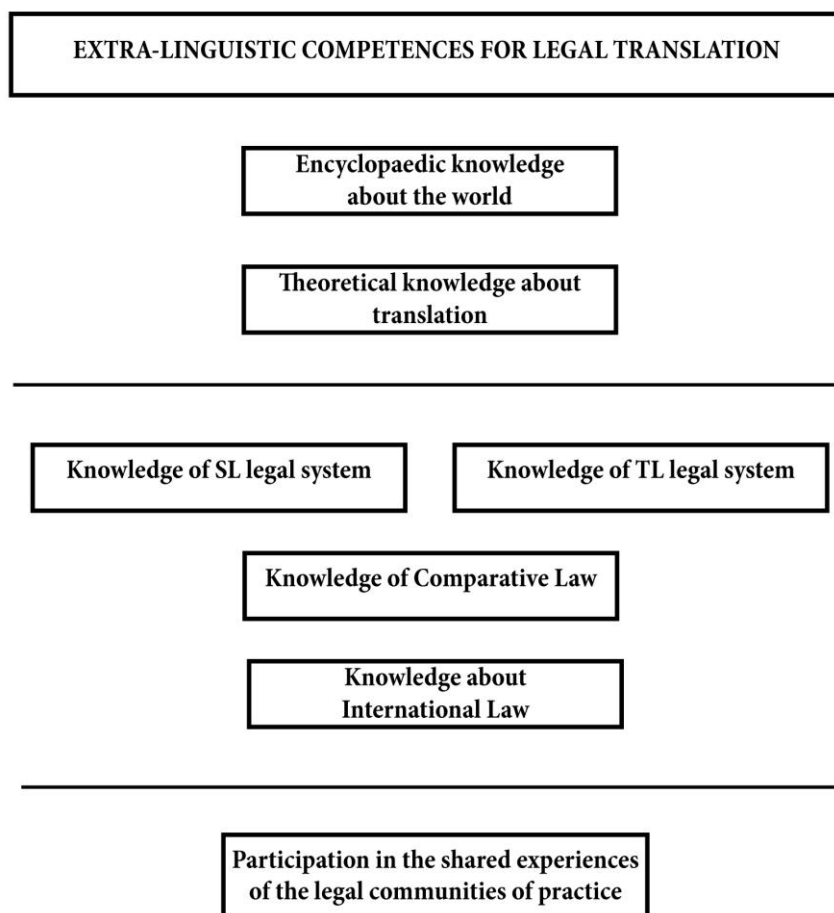 EXTRA-LINGUISTIC COMPETENCES FOR LEGAL TRANSLATION
Encyclopaedic knowledge
about the world
Theoretical knowledge about
translation
Knowledge of SL legal system
Knowledge of TL legal system
Knowledge of Comparative Law
Knowledge about
International Law
Participation in the shared experiences
of the legal communities of practice